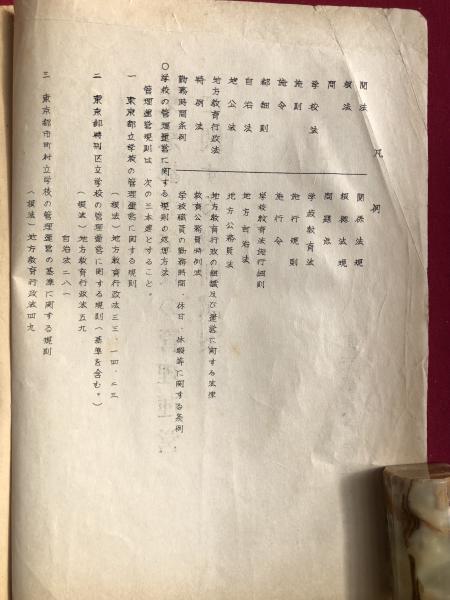 凡例
関法 関係法規
根法 根拠法規
問 問題点
学校法 学校教育法
施則 施行規則
施令 施行令
都細則 学校教育法施行細則
自治法 地方自治法
地公法 地方公務員法
地方教育行政法 地方教育行政の組織及び運営に関する法律
特例法 教育公務員特例法
勤務時間条例 学校職員の勤務時間、休日、休暇等に関する条例
○学校の管理運営に関する規則の処理方法
管理運営規則は次の三本建とすること。
一 東京都立学校の管理運営に関する規則
(根法)地方教育行政法三三、一四、二三
二 東京都特別区立学校の管理運営に関する規則(基準を含む。)
(根法)地方教育行政法五九
自治法二八一
三 東京都市町村立学校の管理運営の基準に関する規則
(根法)地方教育行政法四九